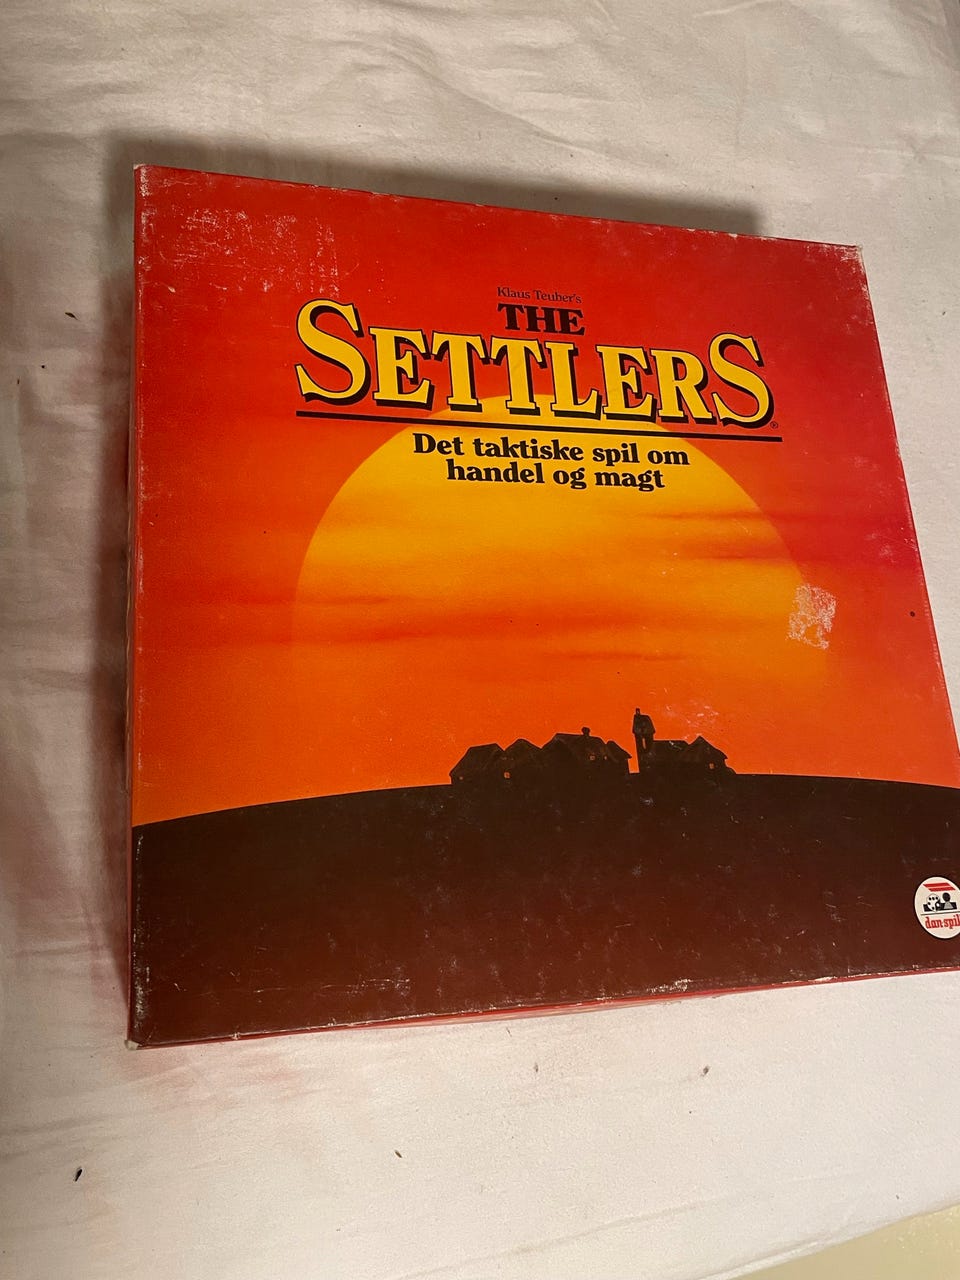 Klaus Teuber's
THE
SETTLERS®
Det taktiske spil om
handel og magt
dan-spil